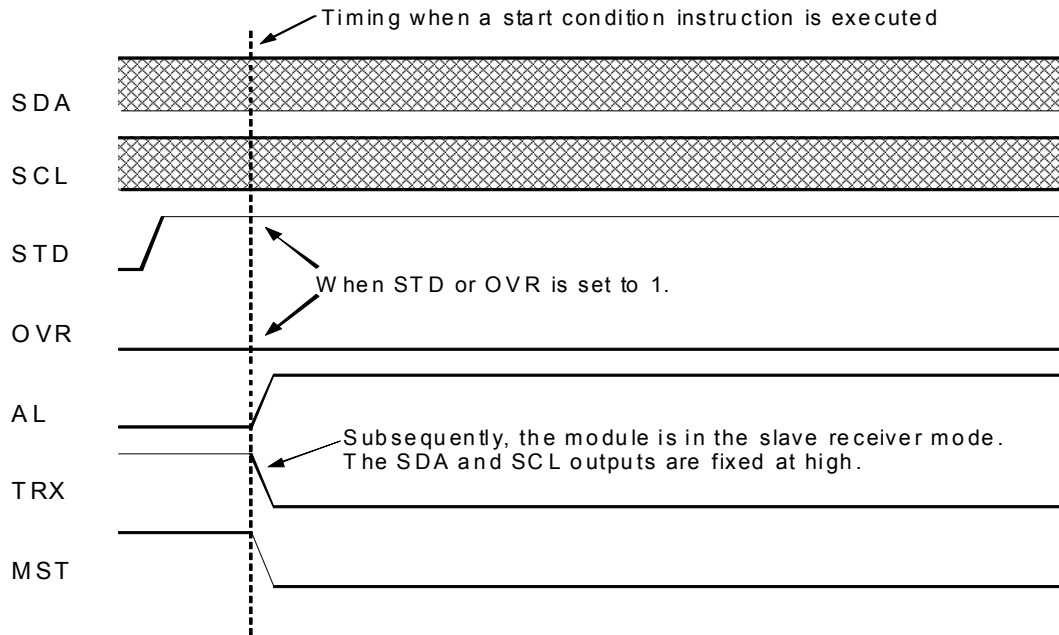 Timing when a start condition instruction is executed
SDA
SCL
STD
When STD or OVR is set to 1.
OVR
AL
Subsequently, the module is in the slave receiver mode.
The SDA and SCL outputs are fixed at high.
TRX
MST